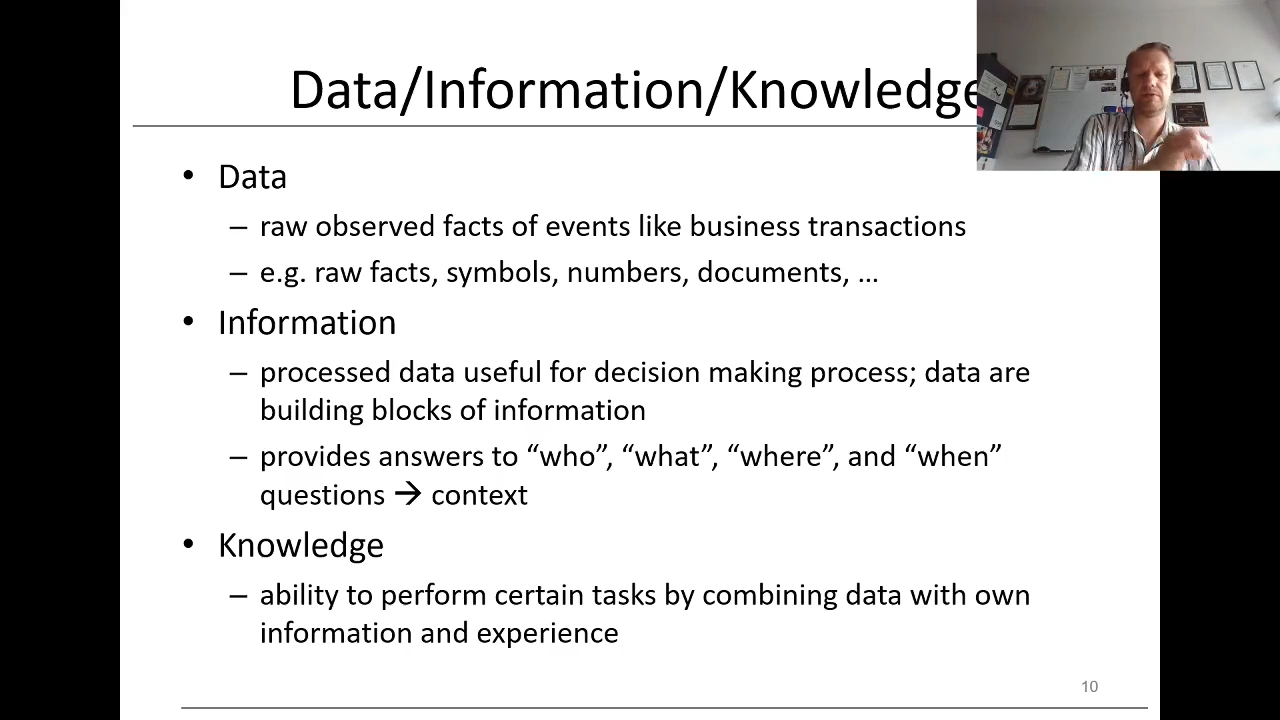 Data/Information/Knowledge
• Data
– raw observed facts of events like business transactions
– e.g. raw facts, symbols, numbers, documents, …
• Information
– processed data useful for decision making process; data are
building blocks of information
– provides answers to “who”, “what”, “where”, and “when”
questions → context
• Knowledge
– ability to perform certain tasks by combining data with own
information and experience
10